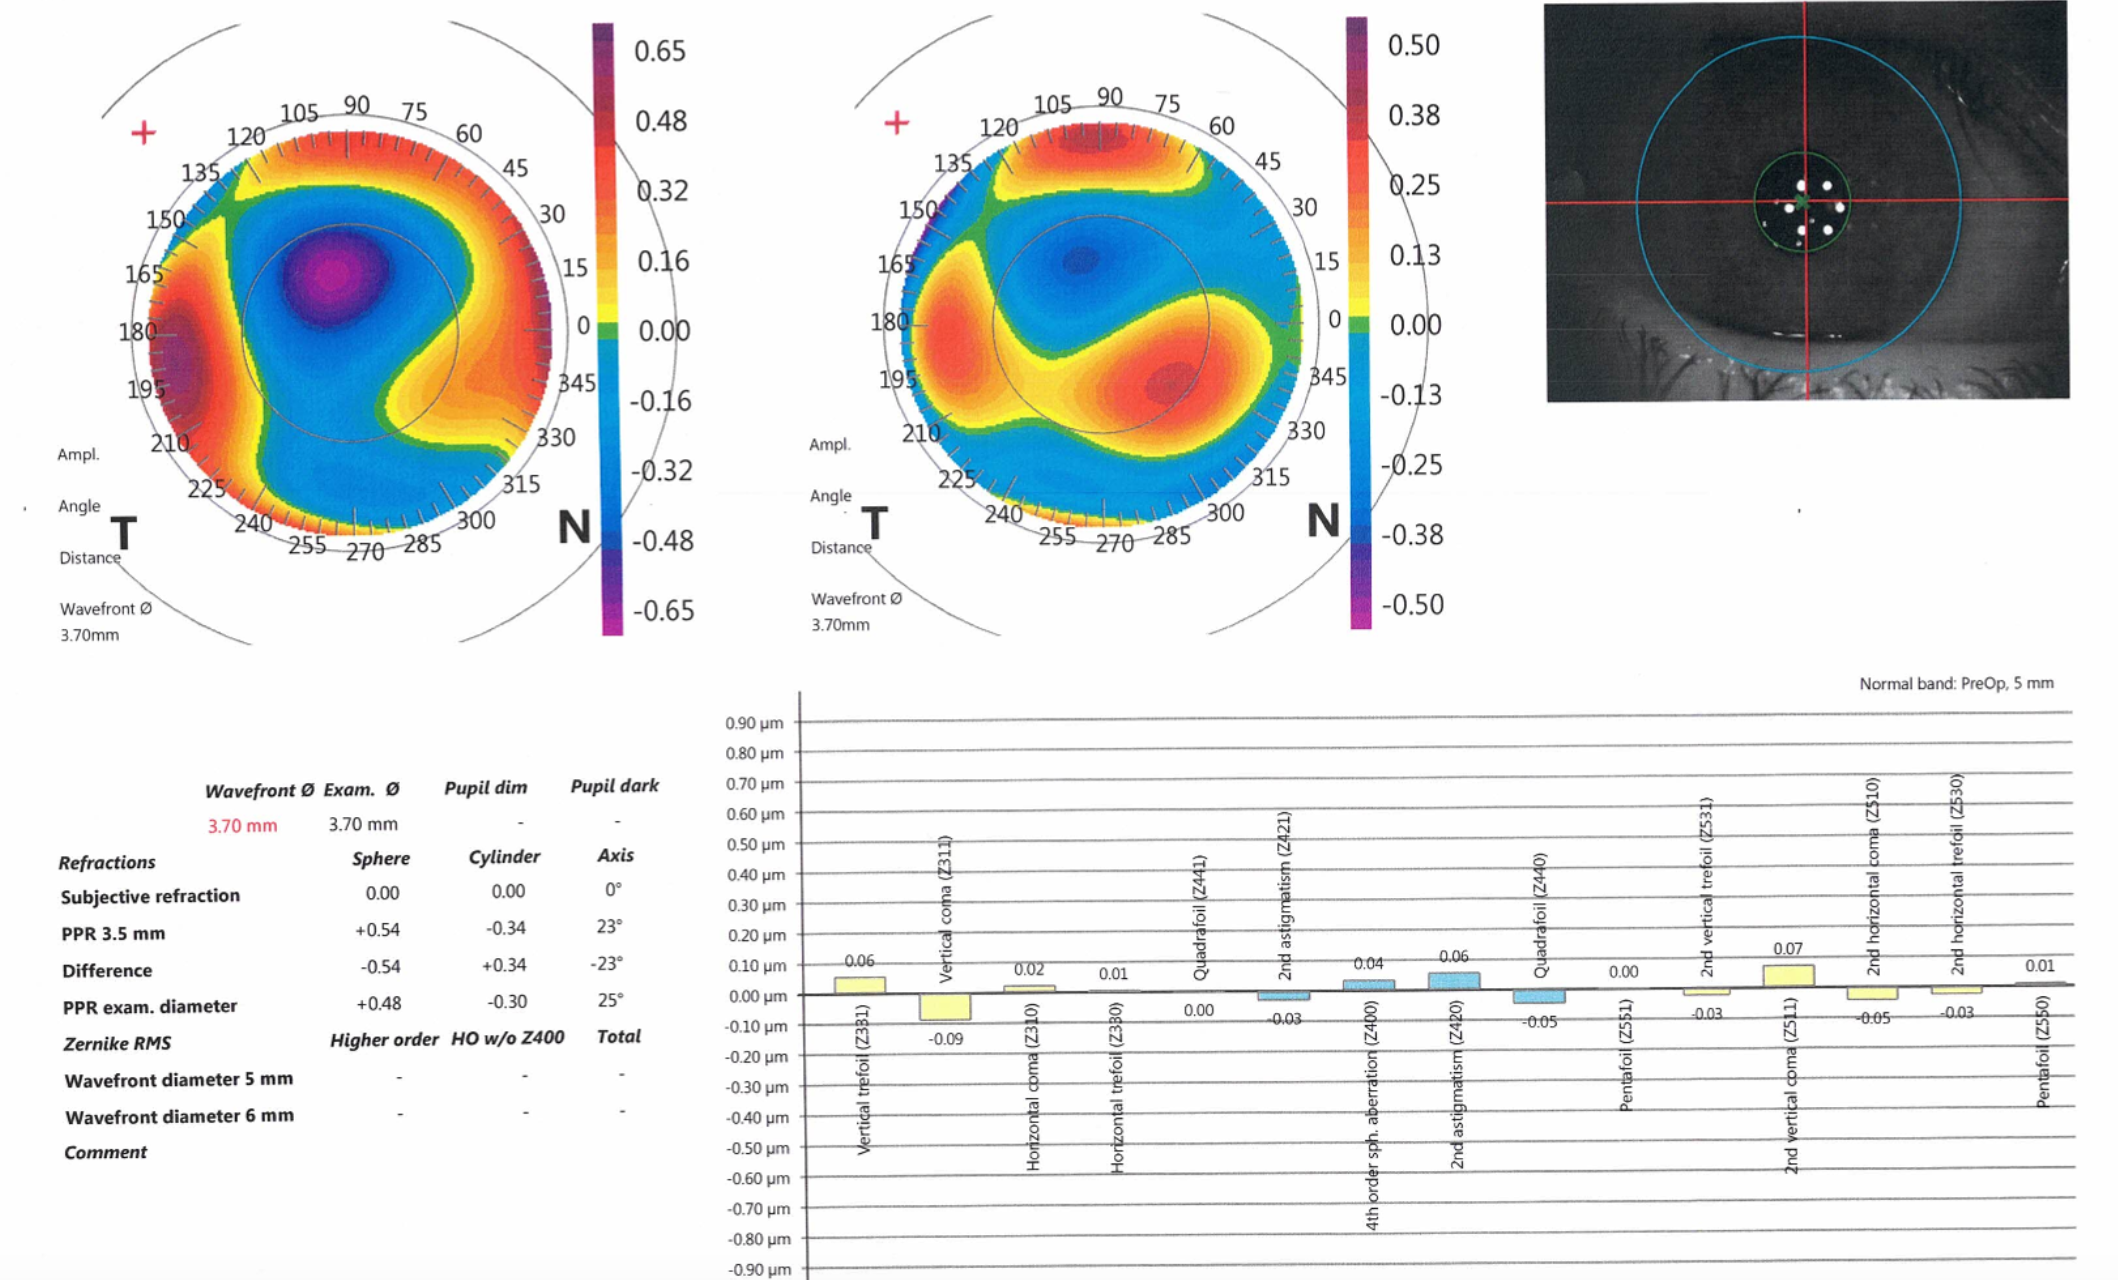 0.65
0.48
0.32
0.16
0.00
-0.16
-0.32
-0.48
-0.65
90
105
75
120
60
135
45
150
30
165
15
180
0
195
345
210
330
225
315
240
300
255
270
285
Ampl.
Angle
T
N
Distance
Wavefront Ø
3.70mm
0.50
0.38
0.25
0.13
0.00
-0.13
-0.25
-0.38
-0.50
90
105
75
120
60
135
45
150
30
165
15
180
0
195
345
210
330
225
315
240
300
255
270
285
Ampl.
Angle
T
N
Distance
Wavefront Ø
3.70mm
Wavefront Ø Exam. Ø Pupil dim Pupil dark
3.70 mm 3.70 mm - -
Refractions Sphere Cylinder Axis
Subjective refraction 0.00 0.00 0°
PPR 3.5 mm +0.54 -0.34 23°
Difference -0.54 +0.34 -23°
PPR exam. diameter +0.48 -0.30 25°
Zernike RMS Higher order HO w/o Z400 Total
Wavefront diameter 5 mm - - -
Wavefront diameter 6 mm - - -
Comment
Normal band: PreOp, 5 mm
0.90 µm
0.80 µm
0.70 µm
0.60 µm
0.50 µm
0.40 µm
0.30 µm
0.20 µm
0.10 µm
0.00 µm
-0.10 µm
-0.20 µm
-0.30 µm
-0.40 µm
-0.50 µm
-0.60 µm
-0.70 µm
-0.80 µm
-0.90 µm
0.06
Vertical trefoil (Z331)
Vertical coma (Z311)
-0.09
0.02
Horizontal coma (Z310)
0.01
Horizontal trefoil (Z330)
Quadrafoil (Z441)
0.00
2nd astigmatism (Z421)
-0.03
0.04
4th order sph. aberration (Z400)
0.06
2nd astigmatism (Z420)
Quadrafoil (Z440)
-0.05
0.00
Pentafoil (Z551)
2nd vertical trefoil (Z531)
-0.03
0.07
2nd vertical coma (Z511)
2nd horizontal coma (Z510)
-0.05
2nd horizontal trefoil (Z530)
-0.03
0.01
Pentafoil (Z550)